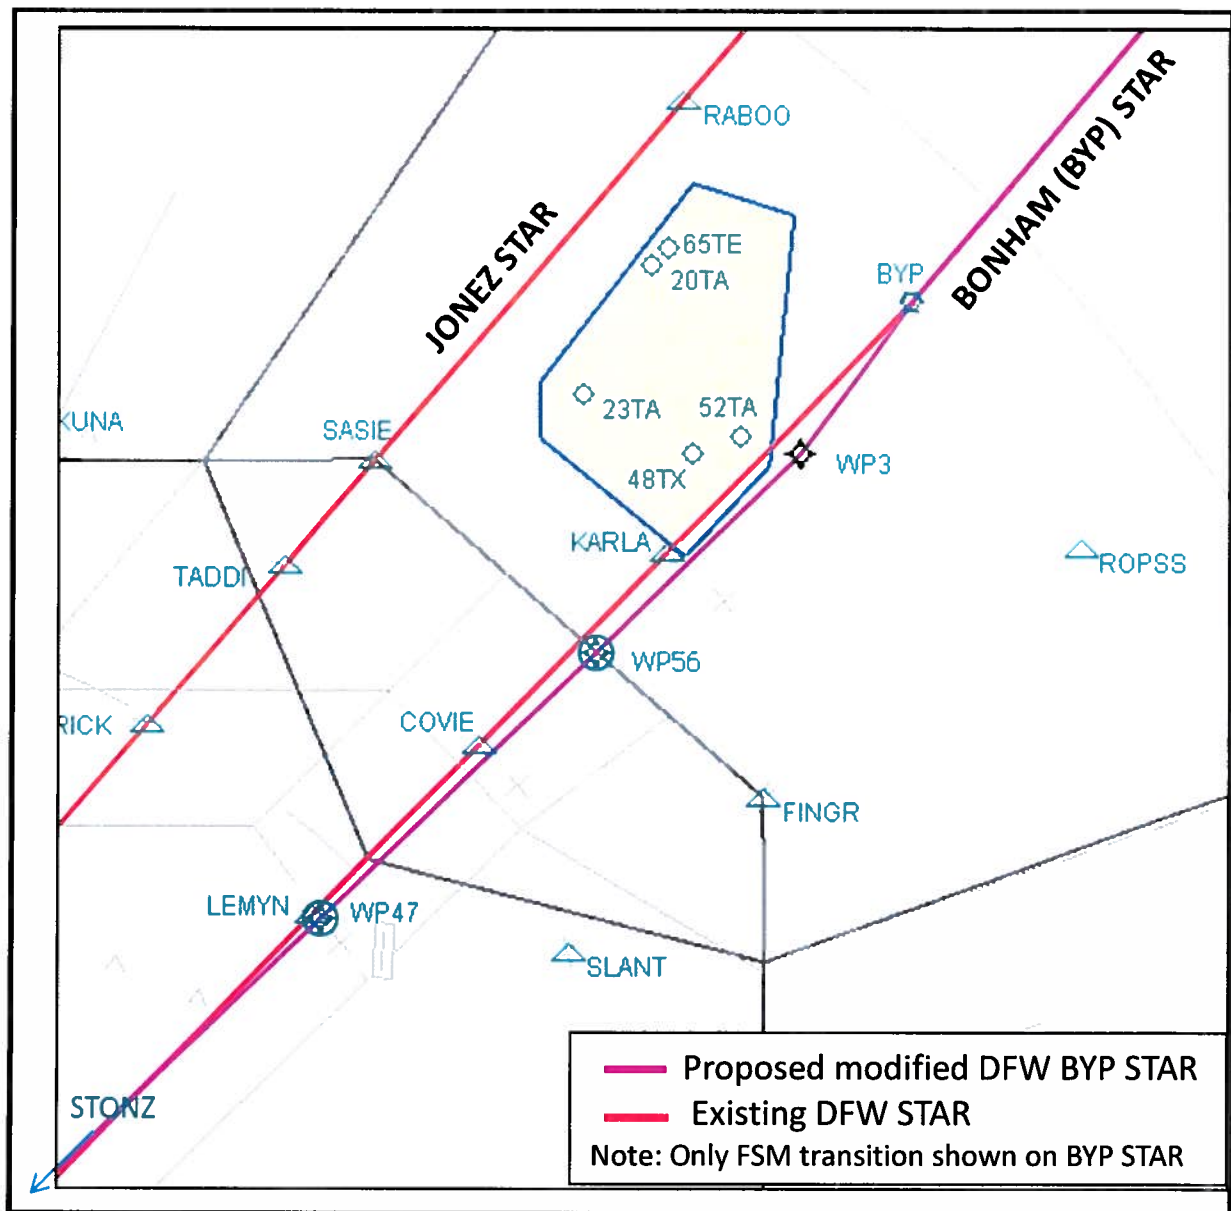 RABOO
BONHAM (BYP) STAR
JONEZ STAR
65TE
20TA
BYP
23TA
52TA
KUNA
SASIE
48TX
WP3
KARLA
ROPSS
TADDI
WP56
RICK
COVIE
FINGR
LEMYN
WP47
SLANT
STONZ
Proposed modified DFW BYP STAR
Existing DFW STAR
Note: Only FSM transition shown on BYP STAR